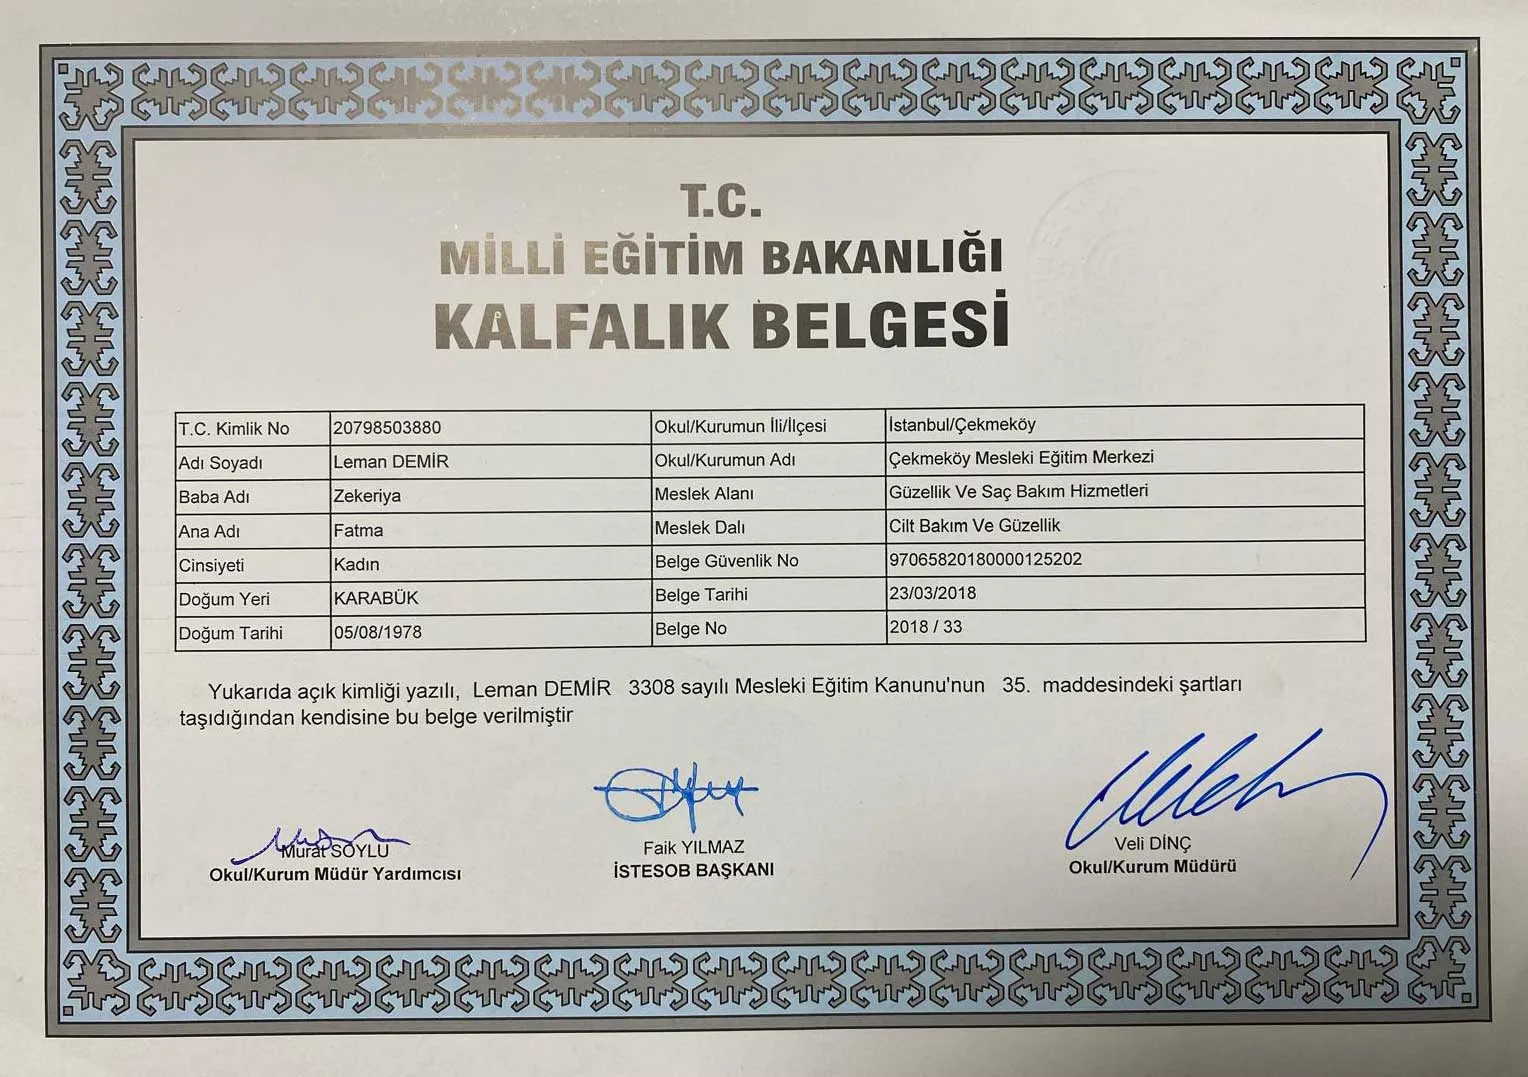 T.C.
MİLLİ EĞİTİM BAKANLIĞI
KALFALIK BELGESİ
T.C. Kimlik No 20798503880 Okul/Kurumun İli/İlçesi İstanbul/Çekmeköy
Adı Soyadı Leman DEMİR Okul/Kurumun Adı Çekmeköy Mesleki Eğitim Merkezi
Baba Adı Zekeriya Meslek Alanı Güzellik Ve Saç Bakım Hizmetleri
Ana Adı Fatma Meslek Dalı Cilt Bakım Ve Güzellik
Cinsiyeti Kadın Belge Güvenlik No 97065820180000125202
Doğum Yeri KARABÜK Belge Tarihi 23/03/2018
Doğum Tarihi 05/08/1978 Belge No 2018 / 33
Yukarıda açık kimliği yazılı, Leman DEMİR 3308 sayılı Mesleki Eğitim Kanunu'nun 35. maddesindeki şartları
taşıdığından kendisine bu belge verilmiştir
Murat SOYLU Faik YILMAZ Veli DİNÇ
Okul/Kurum Müdür Yardımcısı İSTESOB BAŞKANI Okul/Kurum Müdürü